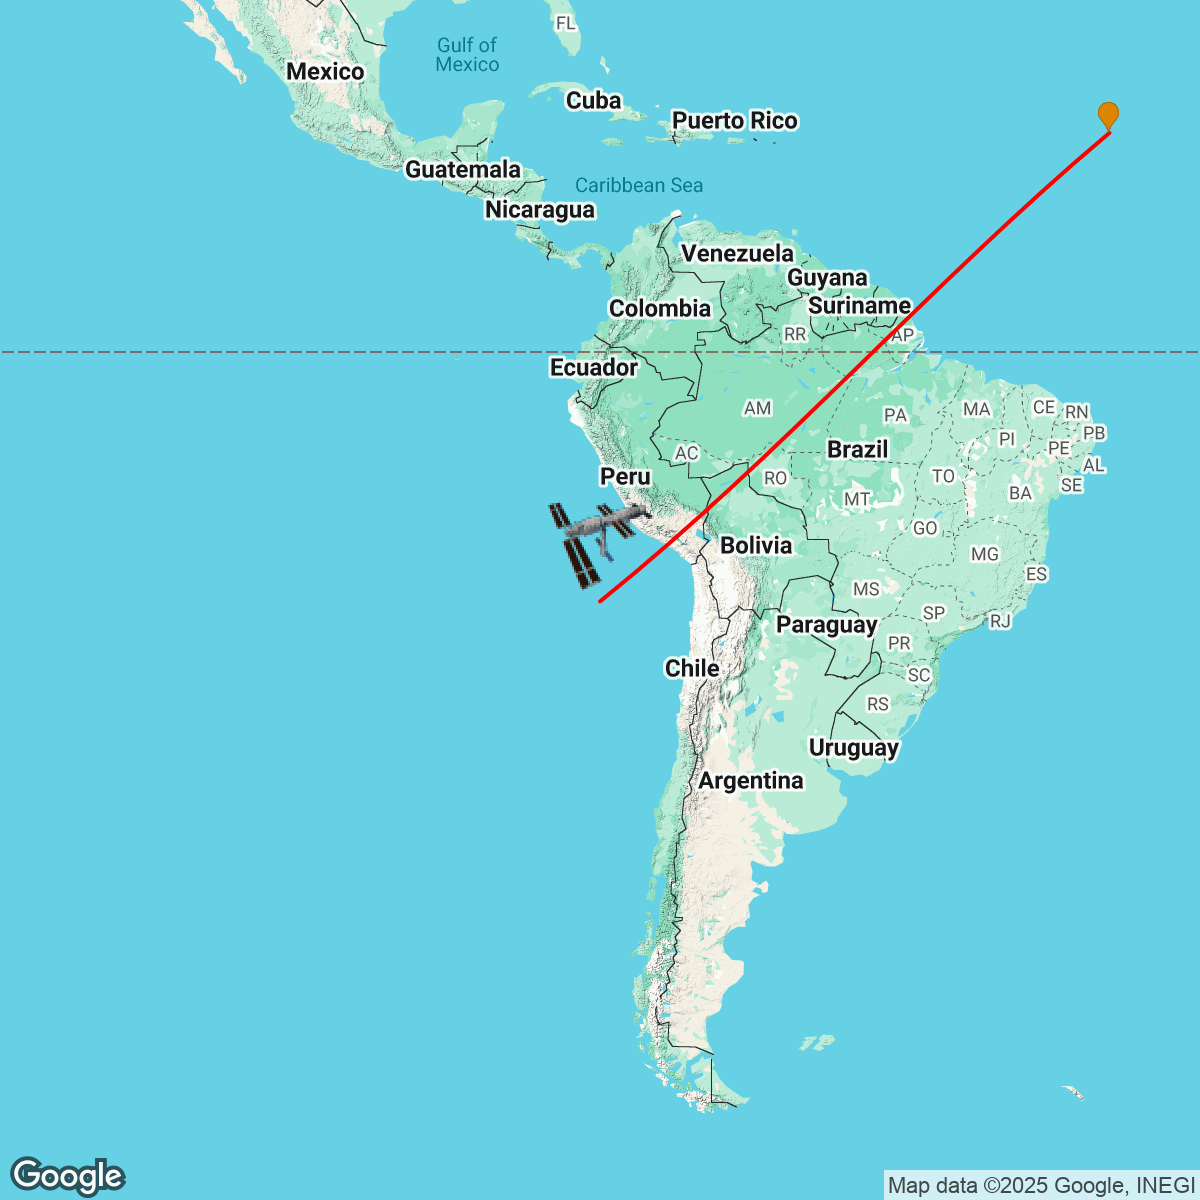 FL
Gulf of
Mexico
Mexico
Cuba
Puerto Rico
Guatemala
Caribbean Sea
Nicaragua
Venezuela
Guyana
Colombia
Suriname
RR
AP
Ecuador
AM
PA
MA
CE
RN
PB
PI
PE
AC
Brazil
AL
Peru
RO
TO
SE
MT
BA
GO
Bolivia
MG
ES
MS
SP
Paraguay
RJ
PR
Chile
SC
RS
Uruguay
Argentina
Google
Map data ©2025 Google, INEGI